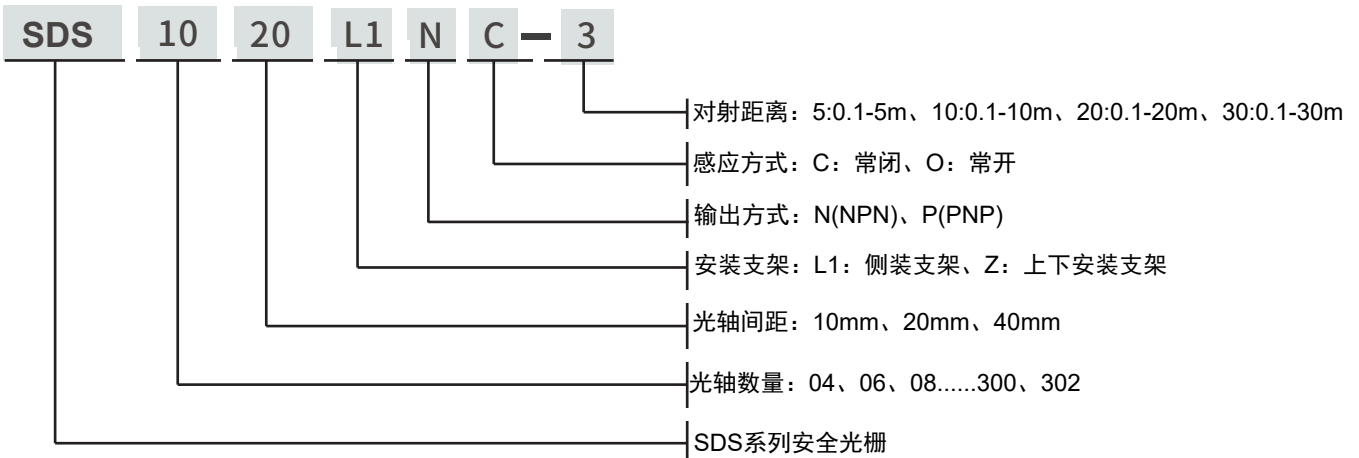 SDS 10 20 L1 N C - 3
对射距离：5:0.1-5m、10:0.1-10m、20:0.1-20m、30:0.1-30m
感应方式：C：常闭、O：常开
输出方式：N(NPN)、P(PNP)
安装支架：L1：侧装支架、Z：上下安装支架
光轴间距：10mm、20mm、40mm
光轴数量：04、06、08......300、302
SDS系列安全光栅